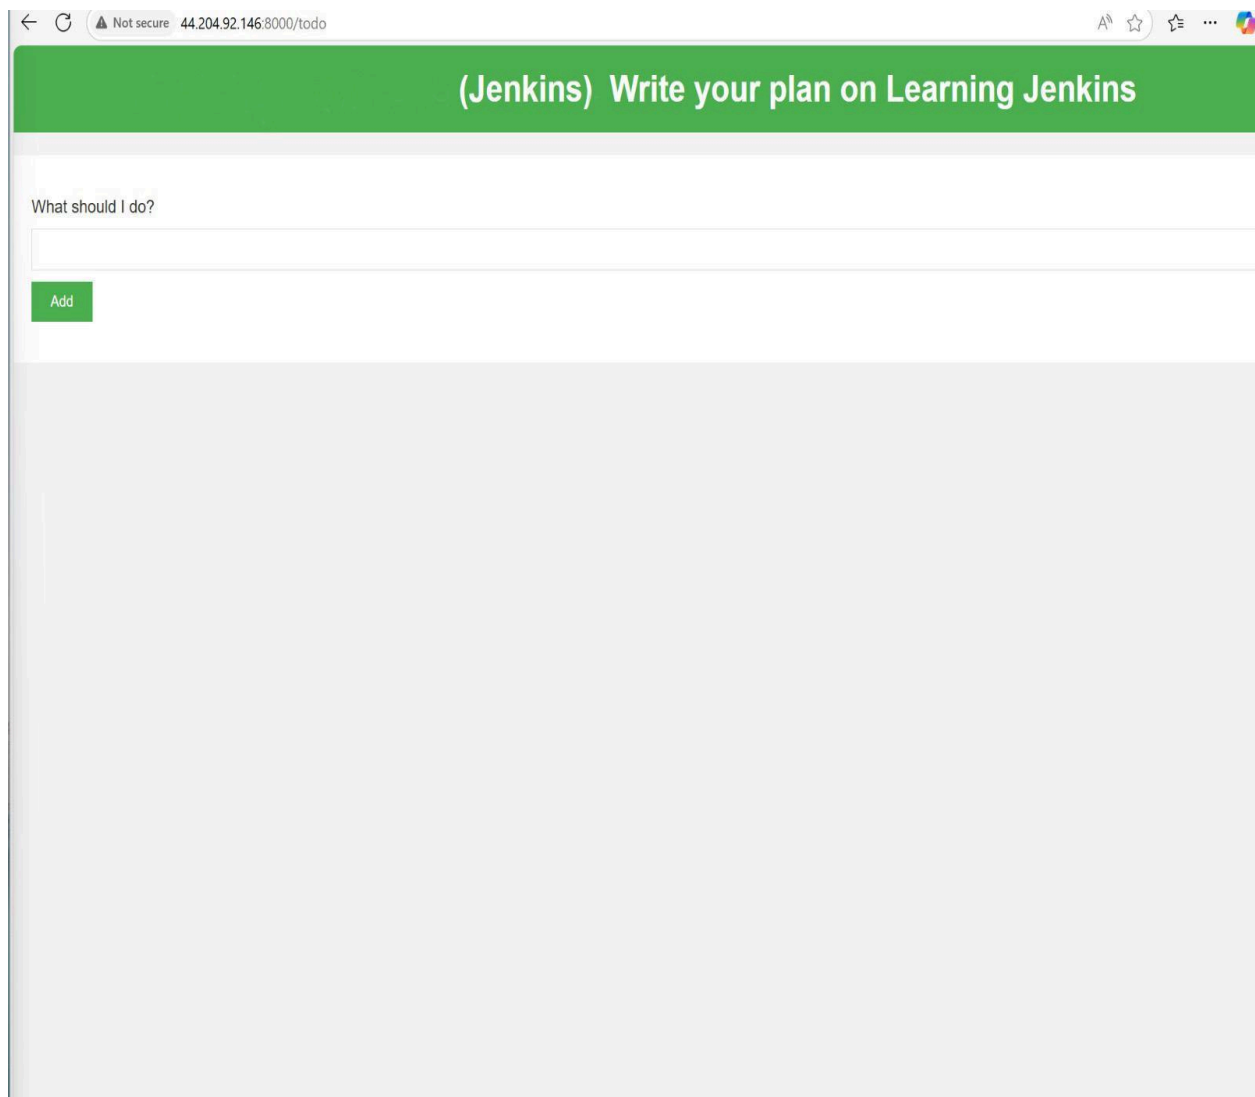 Not secure 44.204.92.146:8000/todo
(Jenkins) Write your plan on Learning Jenkins
What should I do?
Add